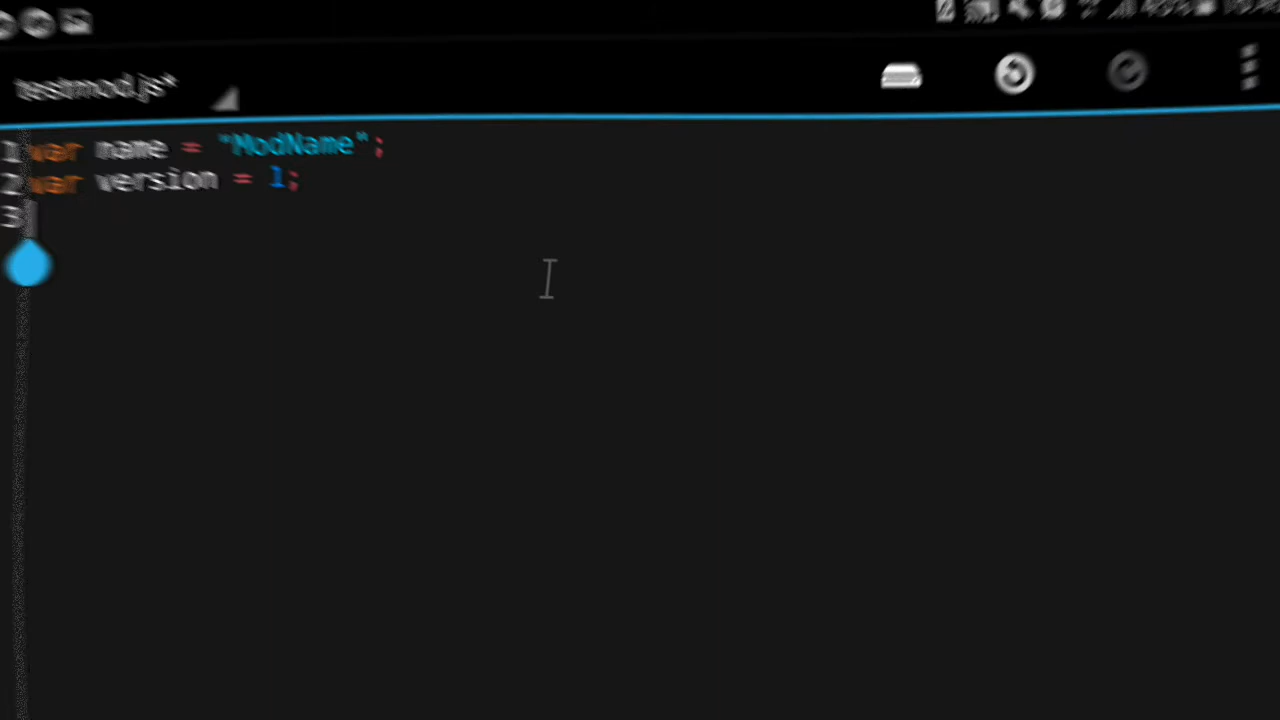 testmod.js*
1 var name = "ModName";
2 var version = 1;
3